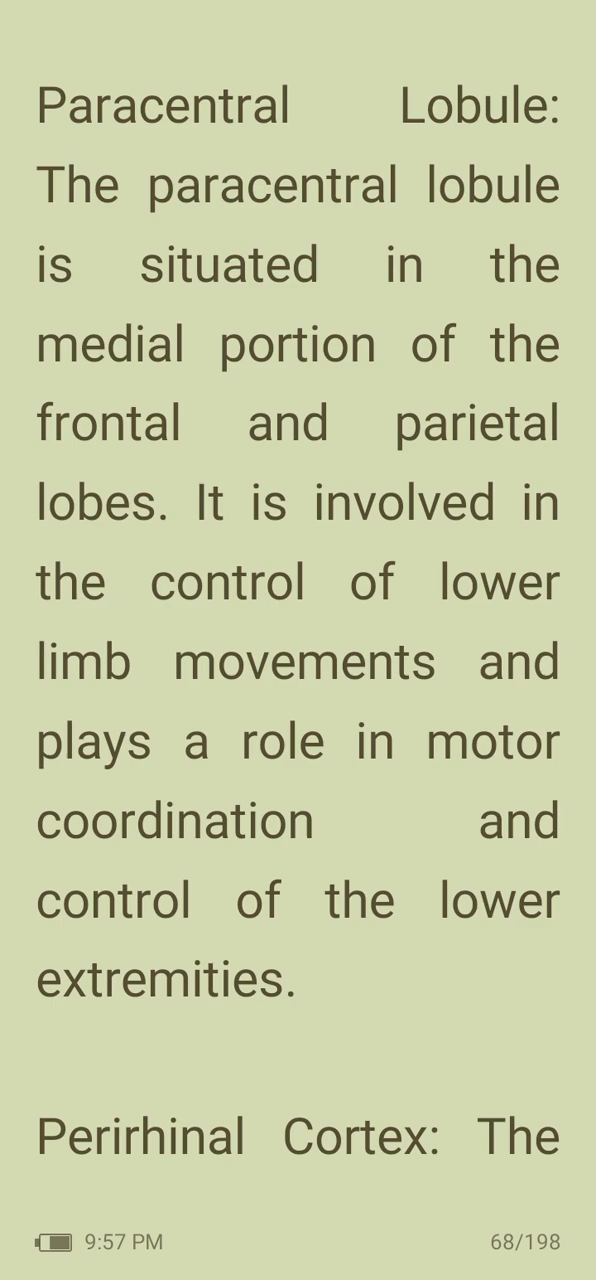 Paracentral Lobule:
The paracentral lobule
is situated in the
medial portion of the
frontal and parietal
lobes. It is involved in
the control of lower
limb movements and
plays a role in motor
coordination and
control of the lower
extremities.
Perirhinal Cortex: The
9:57 PM 68/198